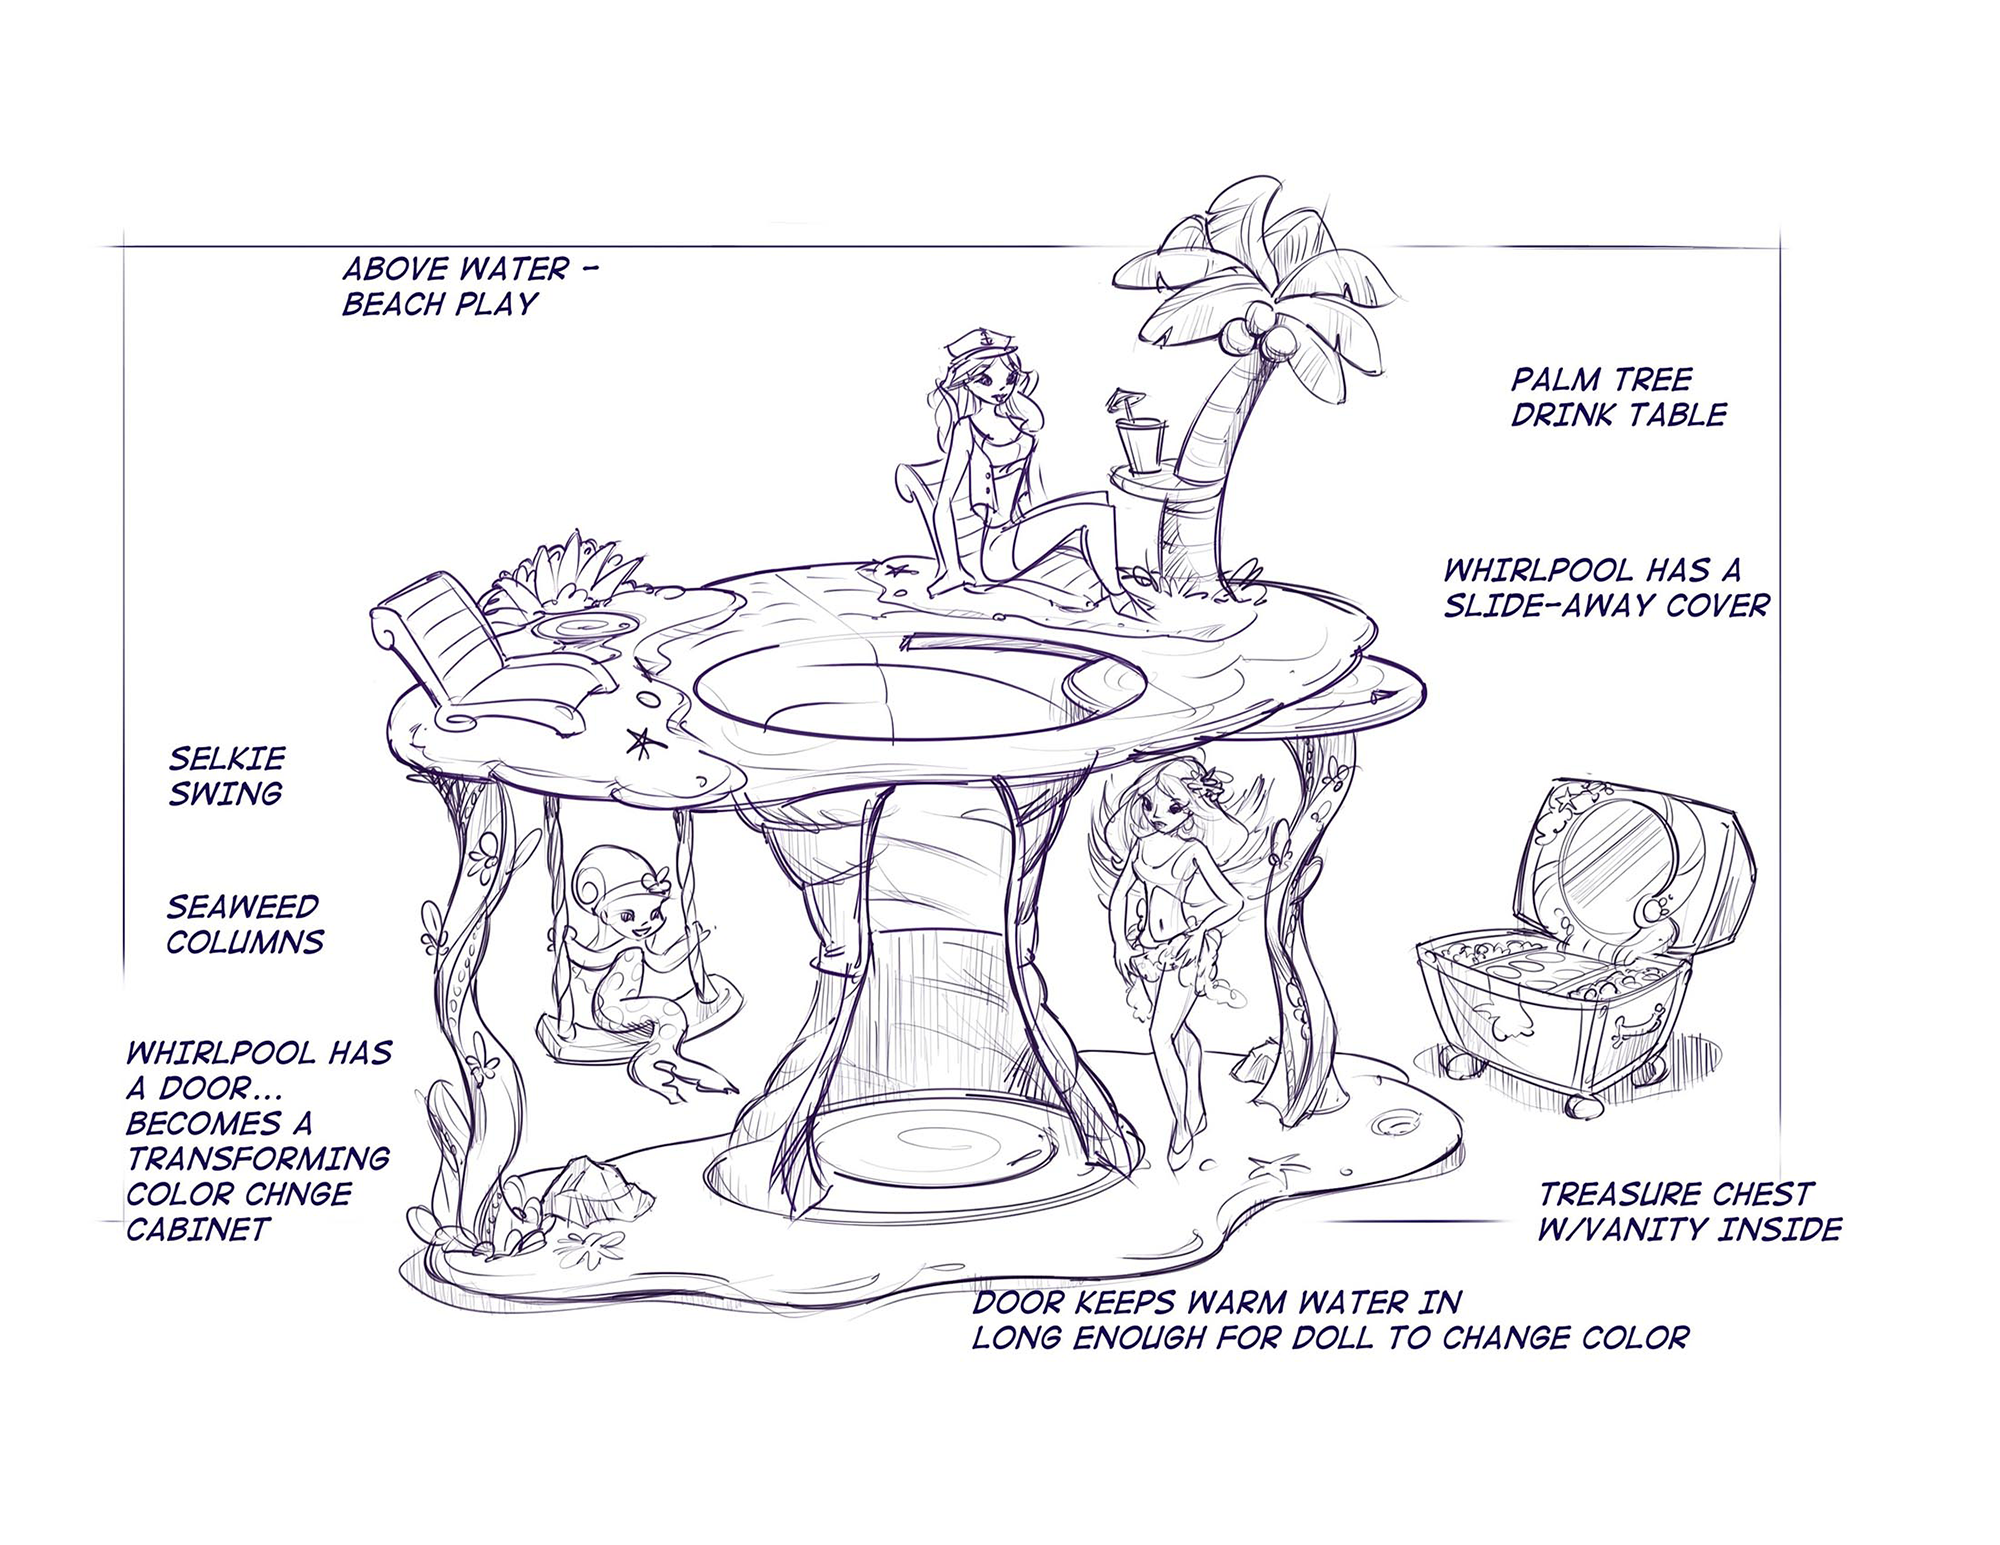 ABOVE WATER -
BEACH PLAY
PALM TREE
DRINK TABLE
WHIRLPOOL HAS A
SLIDE-AWAY COVER
SELKIE
SWING
SEAWEED
COLUMNS
WHIRLPOOL HAS
A DOOR...
BECOMES A
TRANSFORMING
COLOR CHNGE
CABINET
TREASURE CHEST
W/VANITY INSIDE
DOOR KEEPS WARM WATER IN
LONG ENOUGH FOR DOLL TO CHANGE COLOR